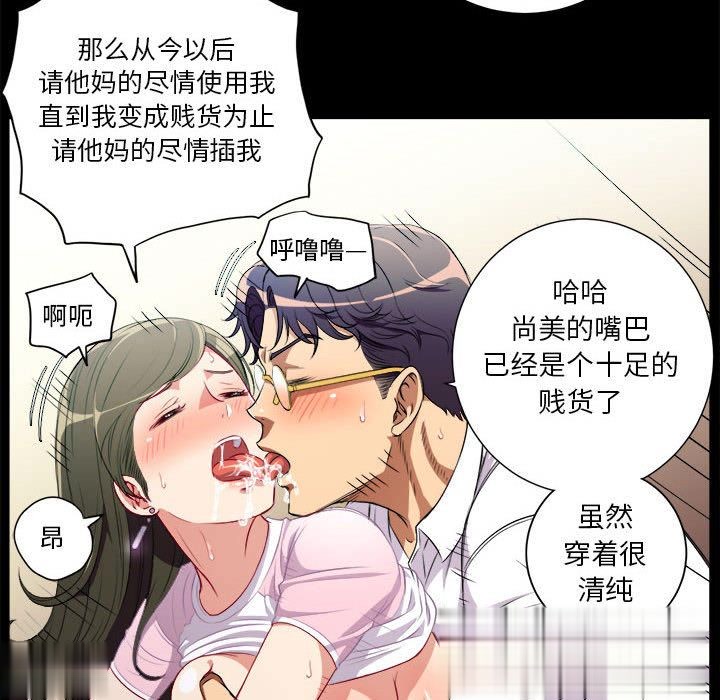 那么从今以后
请他妈的尽情使用我
直到我变成贱货为止
请他妈的尽情插我
呼噜噜—
啊呃
哈哈
尚美的嘴巴
已经是个十足的
贱货了
昂
虽然
穿着很
清纯